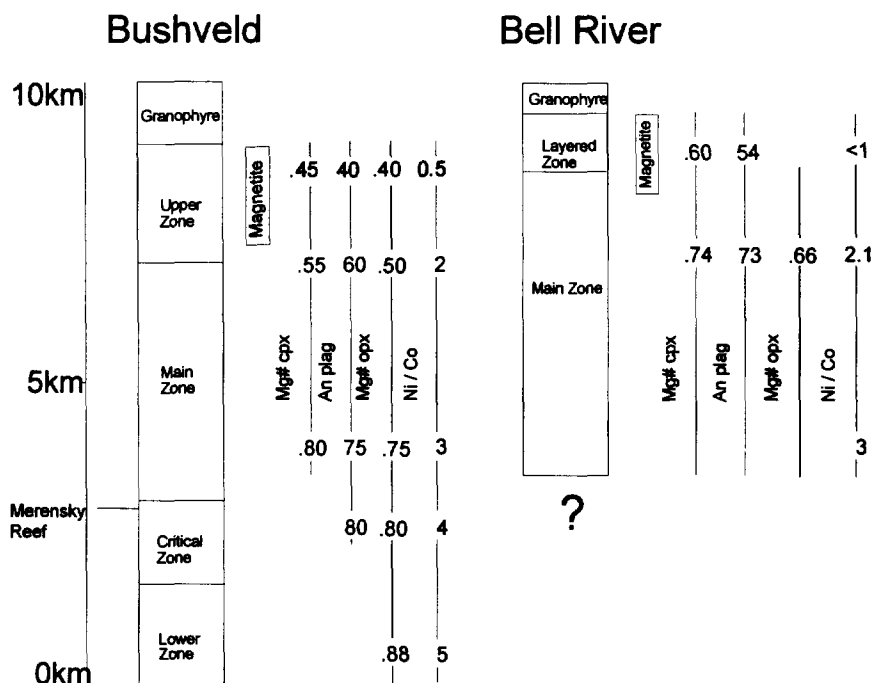 Bushveld
Bell River
10km
Granophyre
Granophyre
Upper
Zone
Magnetite
.45 40 .40 0.5
Layered
Zone
Magnetite
.60 54 <1
.55 60 .50 2
.74 73 .66 2.1
Main Zone
5km
Main
Zone
Mg# cpx
An plag
Mg# opx
Ni / Co
Mg# cpx
An plag
Mg# opx
Ni / Co
.80 75 .75 3
3
Merensky
Reef
Critical
Zone
80 .80 4
?
Lower
Zone
.88 5
0km